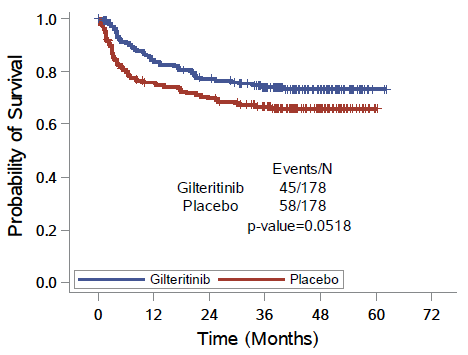 Probability of Survival
1.0
0.8
0.6
0.4
0.2
0.0
Events/N
Gilteritinib 45/178
Placebo 58/178
p-value=0.0518
Gilteritinib Placebo
0 12 24 36 48 60 72
Time (Months)